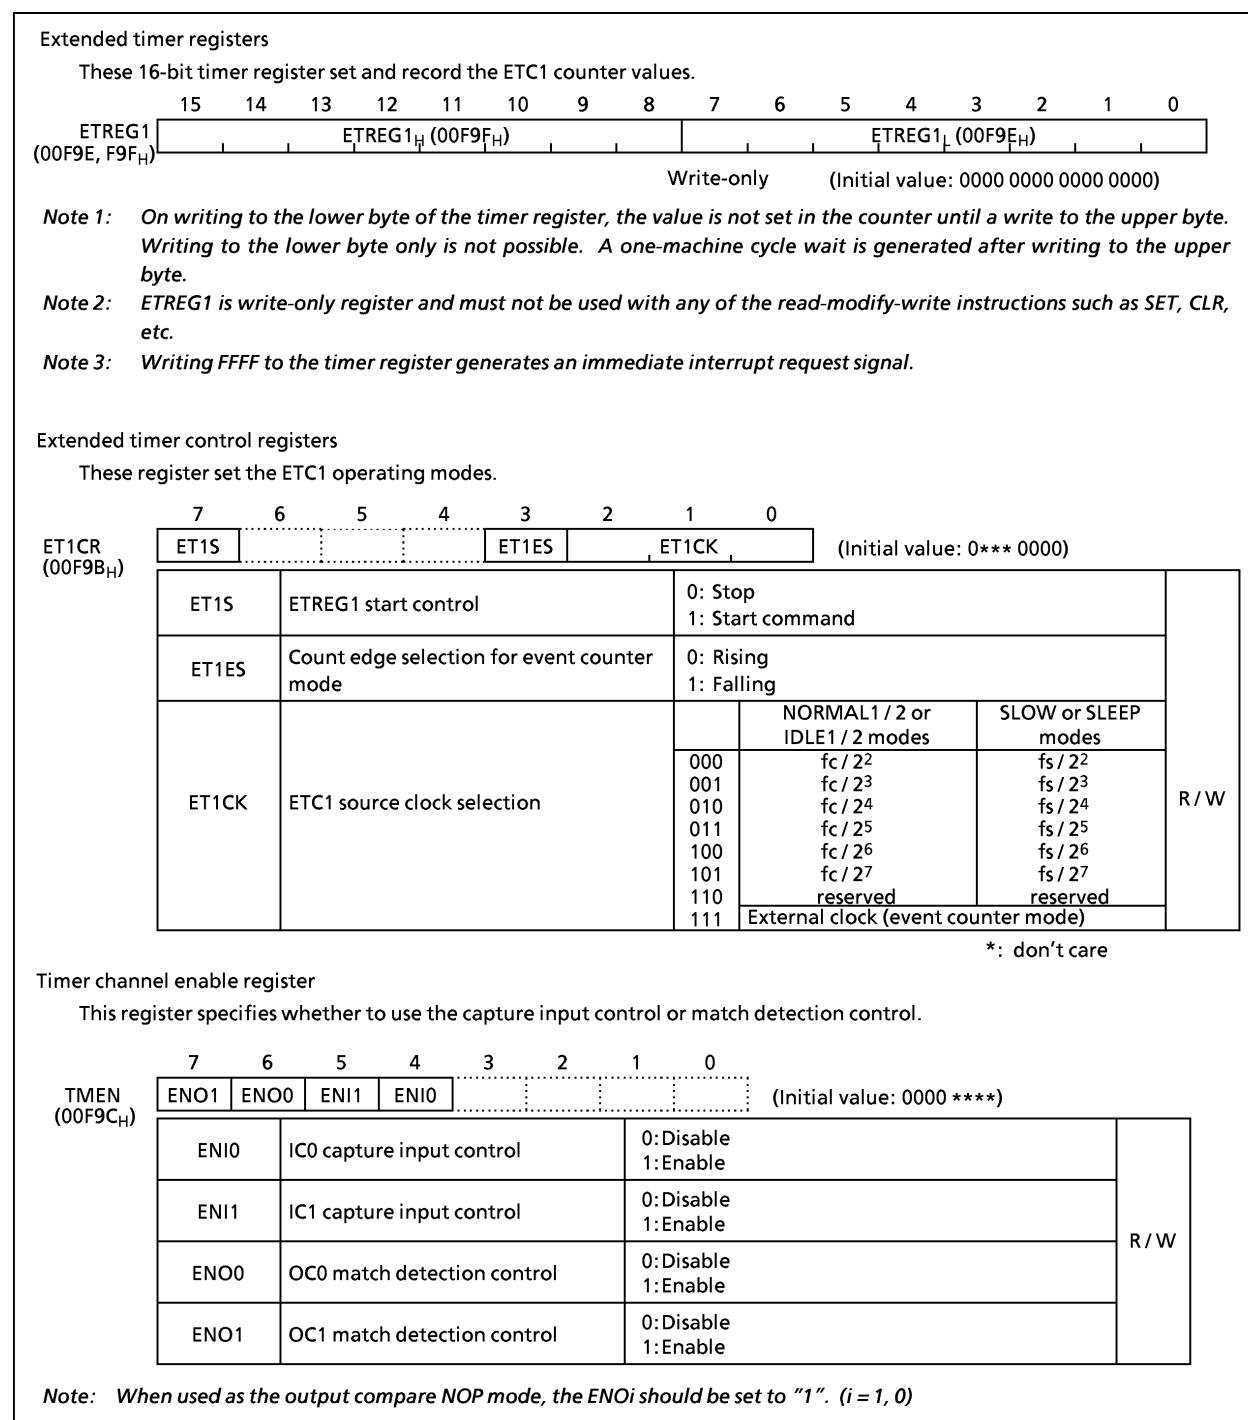 Extended timer registers
These 16-bit timer register set and record the ETC1 counter values.
15 14 13 12 11 10 9 8 7 6 5 4 3 2 1 0
ETREG1 ETREG1H (00F9FH) ETREG1L (00F9EH)
(00F9E, F9FH)
Write-only (Initial value: 0000 0000 0000 0000)
Note 1: On writing to the lower byte of the timer register, the value is not set in the counter until a write to the upper byte.
Writing to the lower byte only is not possible. A one-machine cycle wait is generated after writing to the upper
byte.
Note 2: ETREG1 is write-only register and must not be used with any of the read-modify-write instructions such as SET, CLR,
etc.
Note 3: Writing FFFF to the timer register generates an immediate interrupt request signal.
Extended timer control registers
These register set the ETC1 operating modes.
7 6 5 4 3 2 1 0
ET1CR ET1S ET1ES ET1CK (Initial value: 0*** 0000)
(00F9BH)
ET1S ETREG1 start control 0: Stop
1: Start command
ET1ES Count edge selection for event counter 0: Rising
mode 1: Falling
NORMAL1 / 2 or SLOW or SLEEP
IDLE1 / 2 modes modes
000 fc / 2² fs / 2²
001 fc / 2³ fs / 2³
ET1CK ETC1 source clock selection 010 fc / 2⁴ fs / 2⁴ R / W
011 fc / 2⁵ fs / 2⁵
100 fc / 2⁶ fs / 2⁶
101 fc / 2⁷ fs / 2⁷
110 reserved reserved
111 External clock (event counter mode)
*: don't care
Timer channel enable register
This register specifies whether to use the capture input control or match detection control.
7 6 5 4 3 2 1 0
TMEN ENO1 ENO0 ENI1 ENI0 (Initial value: 0000 ****)
(00F9CH)
ENI0 IC0 capture input control 0: Disable
1: Enable
ENI1 IC1 capture input control 0: Disable
1: Enable
R / W
ENO0 OC0 match detection control 0: Disable
1: Enable
ENO1 OC1 match detection control 0: Disable
1: Enable
Note: When used as the output compare NOP mode, the ENOi should be set to "1". (i = 1, 0)